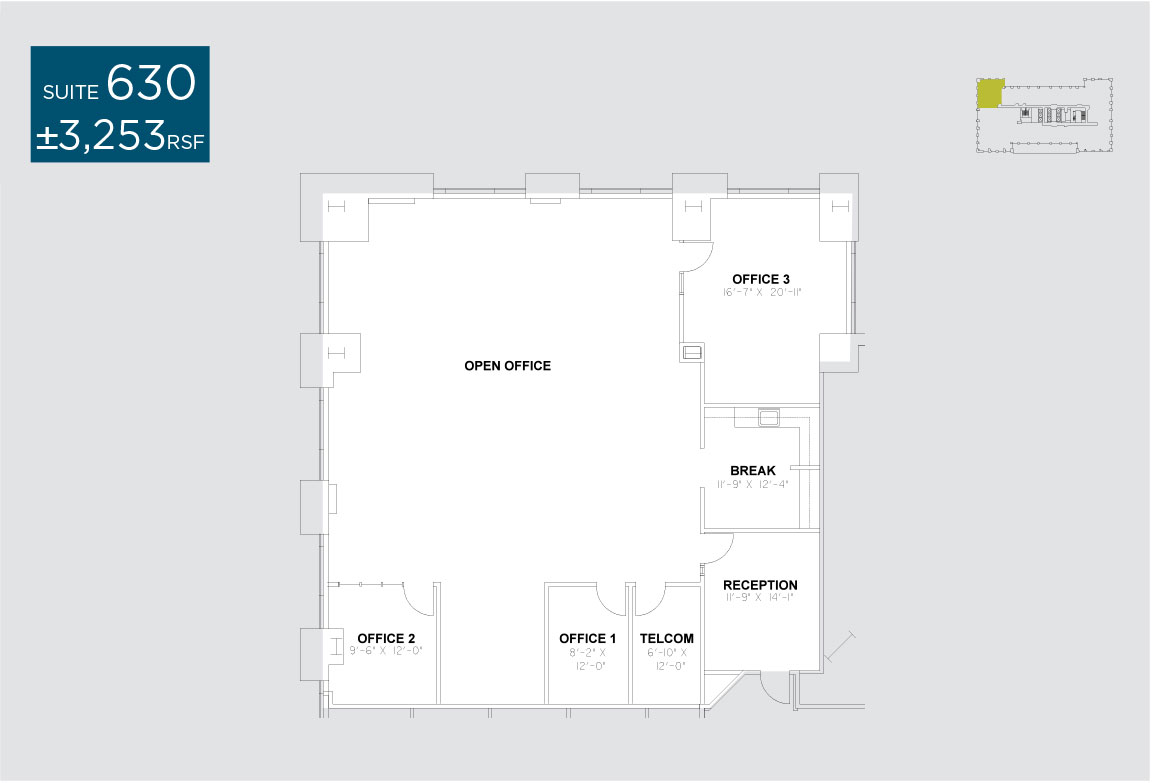 SUITE 630
±3,253RSF
OFFICE 3
16'-7" X 20'-11"
OPEN OFFICE
BREAK
11'-9" X 12'-4"
RECEPTION
11'-9" X 14'-1"
OFFICE 2
9'-6" X 12'-0"
OFFICE 1
8'-2" X
12'-0"
TELCOM
6'-10" X
12'-0"